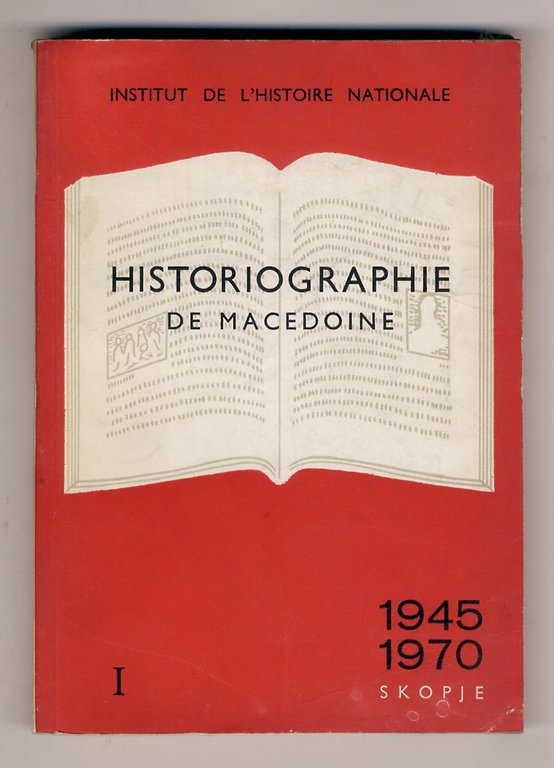 INSTITUT DE L'HISTOIRE NATIONALE
HISTORIOGRAPHIE
DE MACEDOINE
1945
1970
SKOPJE
I